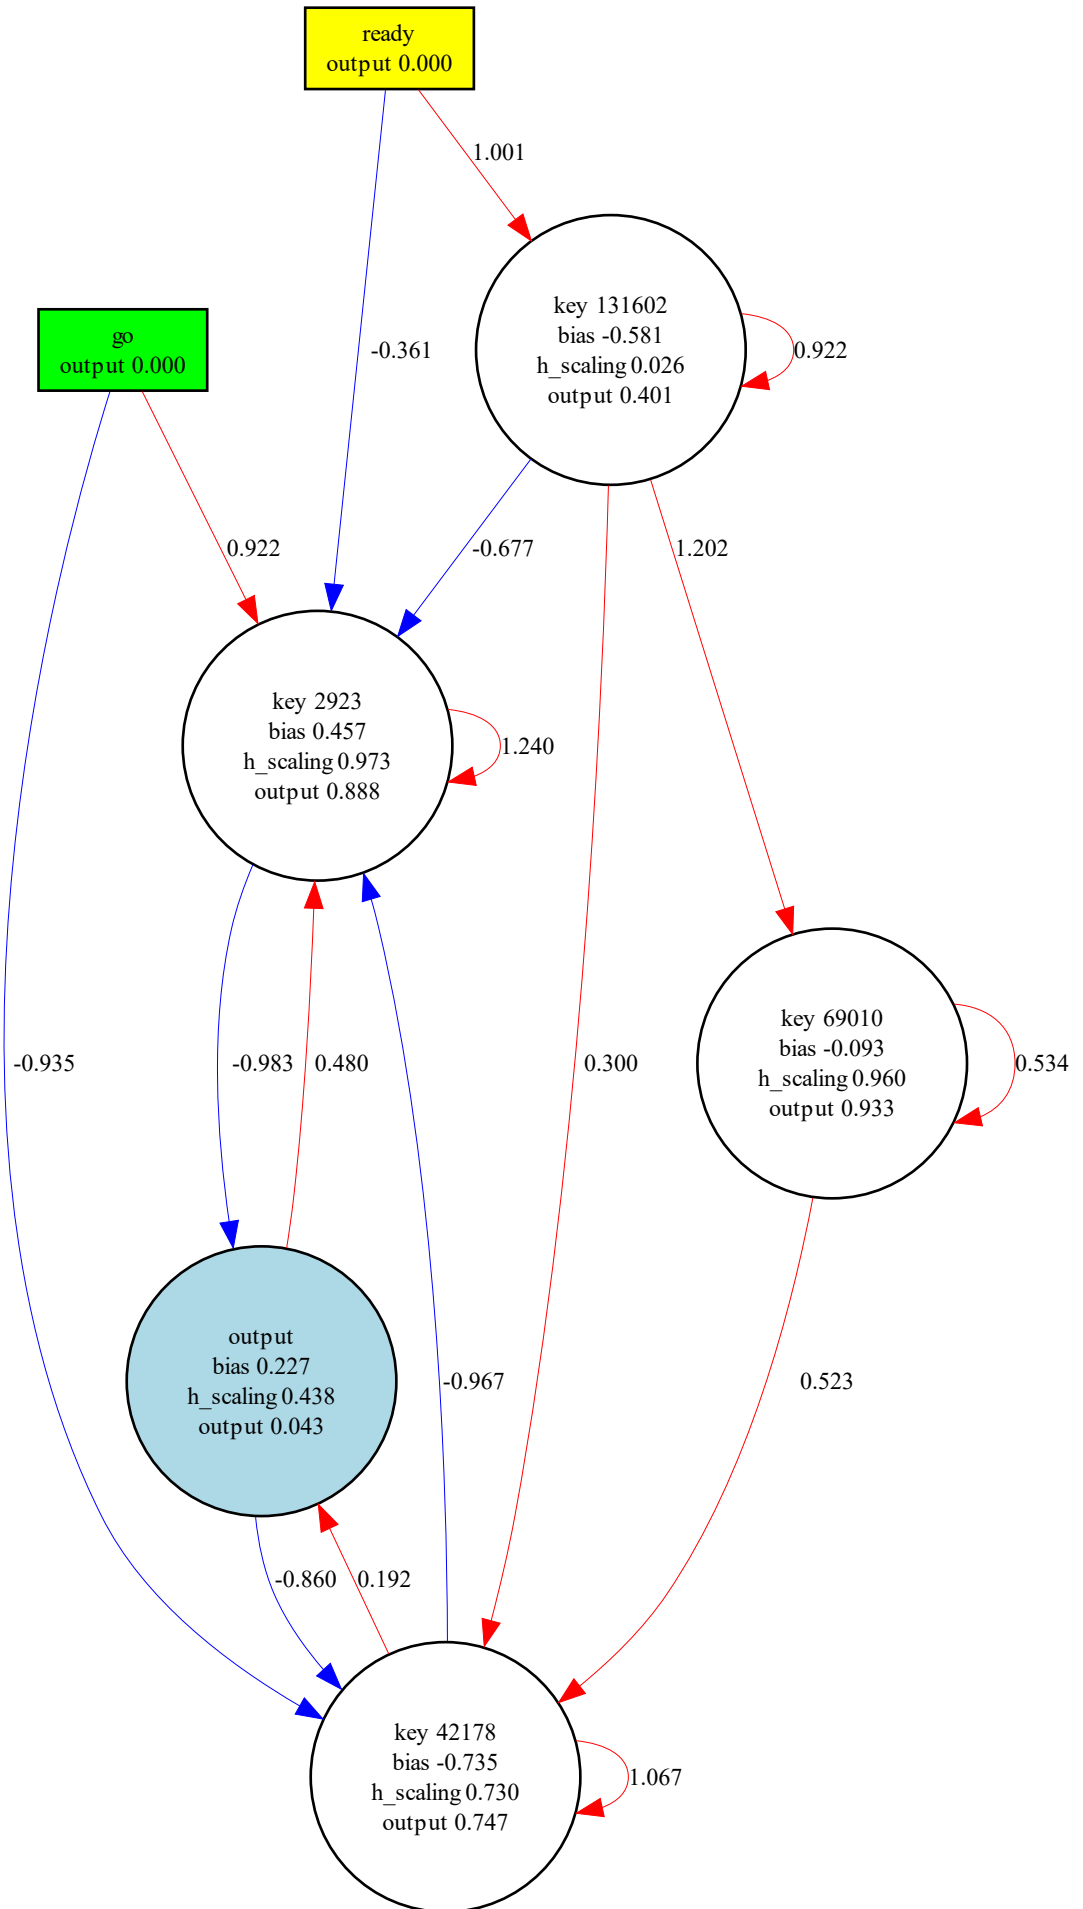 ready
output 0.000
1.001
key 131602
bias -0.581
h_scaling 0.026
output 0.401
0.922
go
output 0.000
-0.361
0.922
-0.677
1.202
key 2923
bias 0.457
h_scaling 0.973
output 0.888
1.240
key 69010
bias -0.093
h_scaling 0.960
output 0.933
0.534
-0.935
-0.983
0.480
0.300
output
bias 0.227
h_scaling 0.438
output 0.043
-0.967
0.523
-0.860
0.192
key 42178
bias -0.735
h_scaling 0.730
output 0.747
1.067